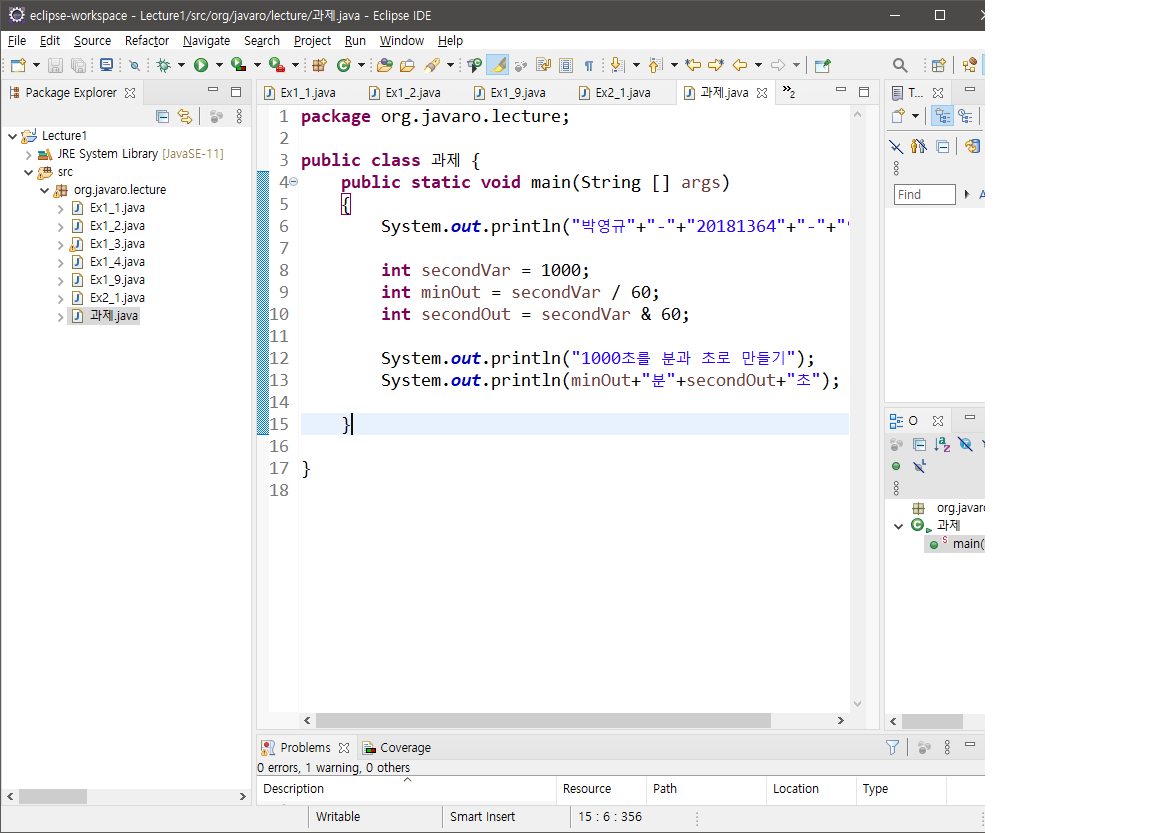 eclipse-workspace - Lecture1/src/org/javaro/lecture/과제.java - Eclipse IDE
File Edit Source Refactor Navigate Search Project Run Window Help
Package Explorer
Lecture1
JRE System Library [JavaSE-11]
src
org.javaro.lecture
Ex1_1.java
Ex1_2.java
Ex1_3.java
Ex1_4.java
Ex1_9.java
Ex2_1.java
과제.java
Ex1_1.java Ex1_2.java Ex1_9.java Ex2_1.java 과제.java »2
1 package org.javaro.lecture;
2
3 public class 과제 {
4 public static void main(String [] args)
5 {
6 System.out.println("박영규"+"-"+"20181364"+"-"+"
7
8 int secondVar = 1000;
9 int minOut = secondVar / 60;
10 int secondOut = secondVar & 60;
11
12 System.out.println("1000초를 분과 초로 만들기");
13 System.out.println(minOut+"분"+secondOut+"초");
14
15 }
16
17 }
18
T...
Find
A
O
org.javaro
과제
S main(
Problems Coverage
0 errors, 1 warning, 0 others
Description Resource Path Location Type
Writable Smart Insert 15 : 6 : 356